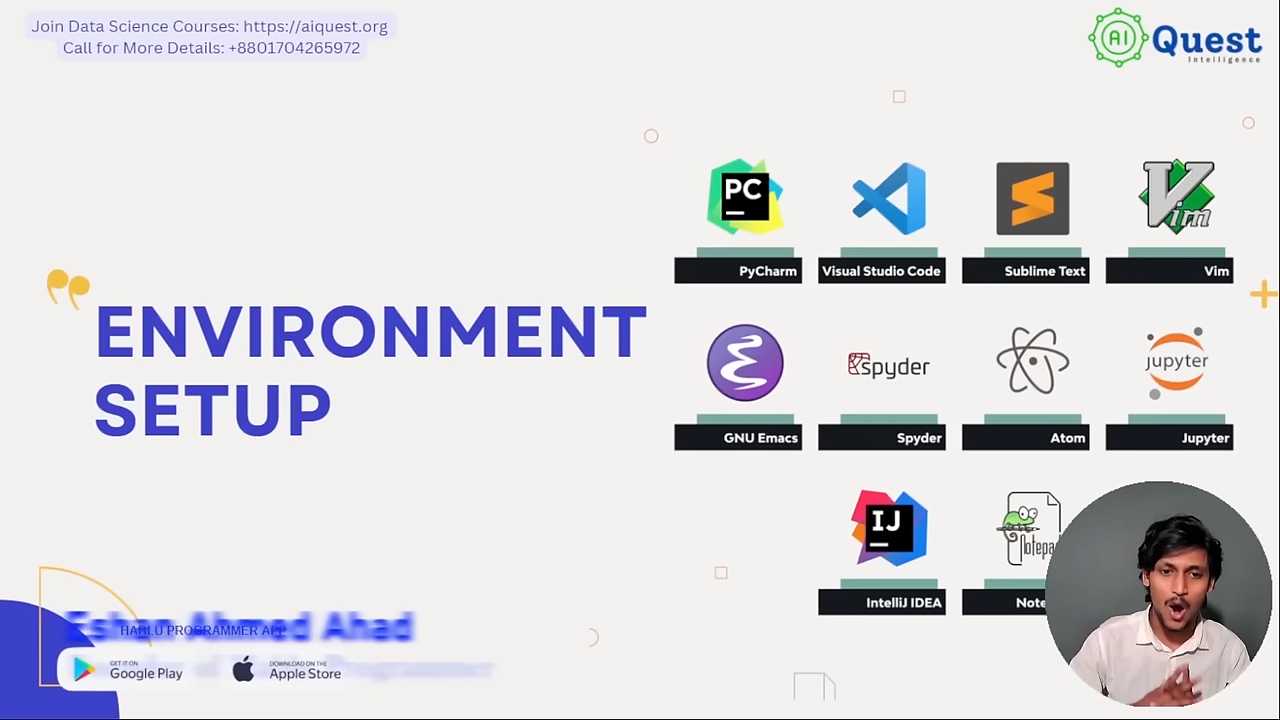 Join Data Science Courses: https://aiquest.org
Call for More Details: +8801704265972
AI Quest
Intelligence
PC
Vim
PyCharm
Visual Studio Code
Sublime Text
Vim
ENVIRONMENT
SETUP
spyder
jupyter
GNU Emacs
Spyder
Atom
Jupyter
IJ
IntelliJ IDEA
HABLU PROGRAMMER APP
GET IT ON
Google Play
DOWNLOAD ON THE
Apple Store